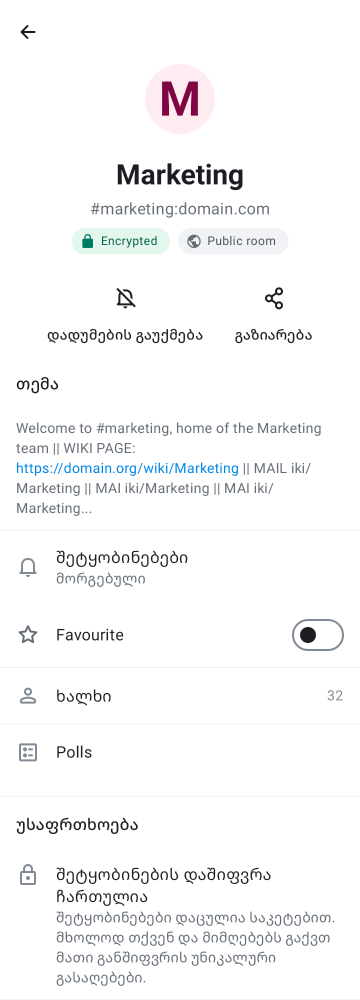 M
Marketing
#marketing:domain.com
Encrypted
Public room
დადუმების გაუქმება
გაზიარება
თემა
Welcome to #marketing, home of the Marketing
team || WIKI PAGE:
https://domain.org/wiki/Marketing || MAIL iki/
Marketing || MAI iki/Marketing || MAI iki/
Marketing...
შეტყობინებები
მორგებული
Favourite
ხალხი 32
Polls
უსაფრთხოება
შეტყობინების დაშიფვრა
ჩართულია
შეტყობინებები დაცულია საკეტებით.
მხოლოდ თქვენ და მიმღებებს გაქვთ
მათი განშიფვრის უნიკალური
გასაღებები.